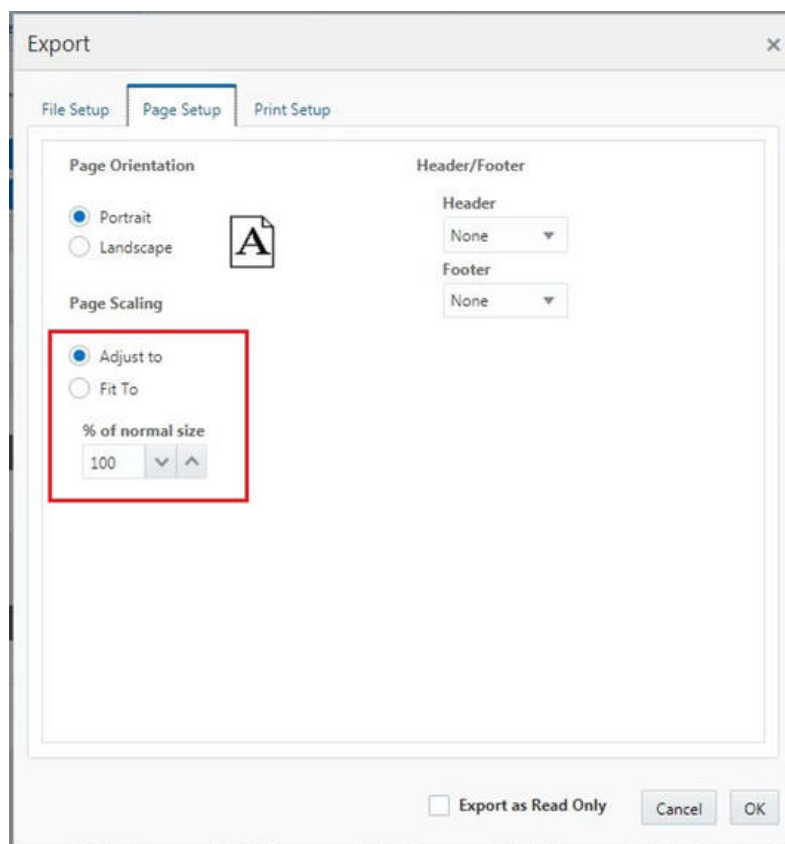 Export
File Setup
Page Setup
Print Setup
Page Orientation
Portrait
Landscape
A
Page Scaling
Adjust to
Fit To
% of normal size
100
Header/Footer
Header
None
Footer
None
Export as Read Only
Cancel
OK